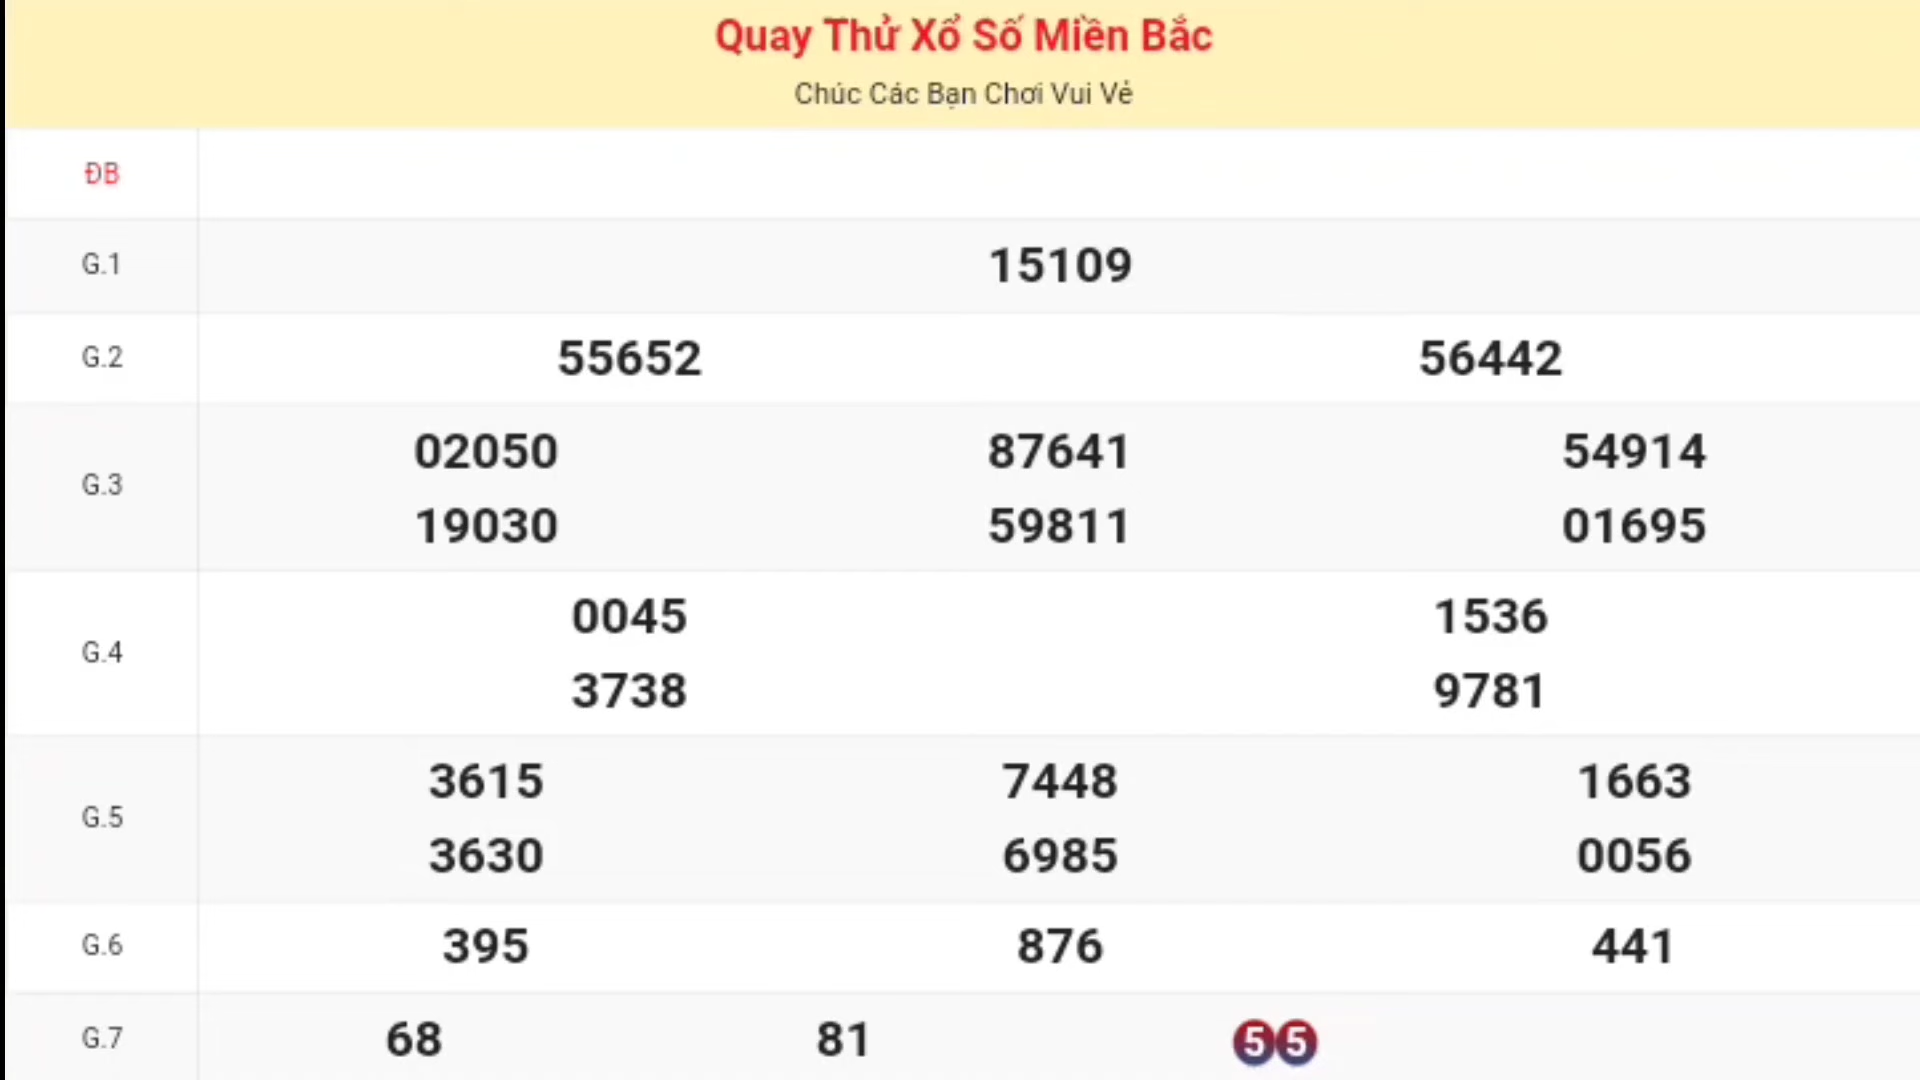 Quay Thử Xổ Số Miền Bắc
Chúc Các Bạn Chơi Vui Vẻ
ĐB
G.1 15109
G.2 55652 56442
G.3 02050 87641 54914
19030 59811 01695
G.4 0045 1536
3738 9781
G.5 3615 7448 1663
3630 6985 0056
G.6 395 876 441
G.7 68 81 55